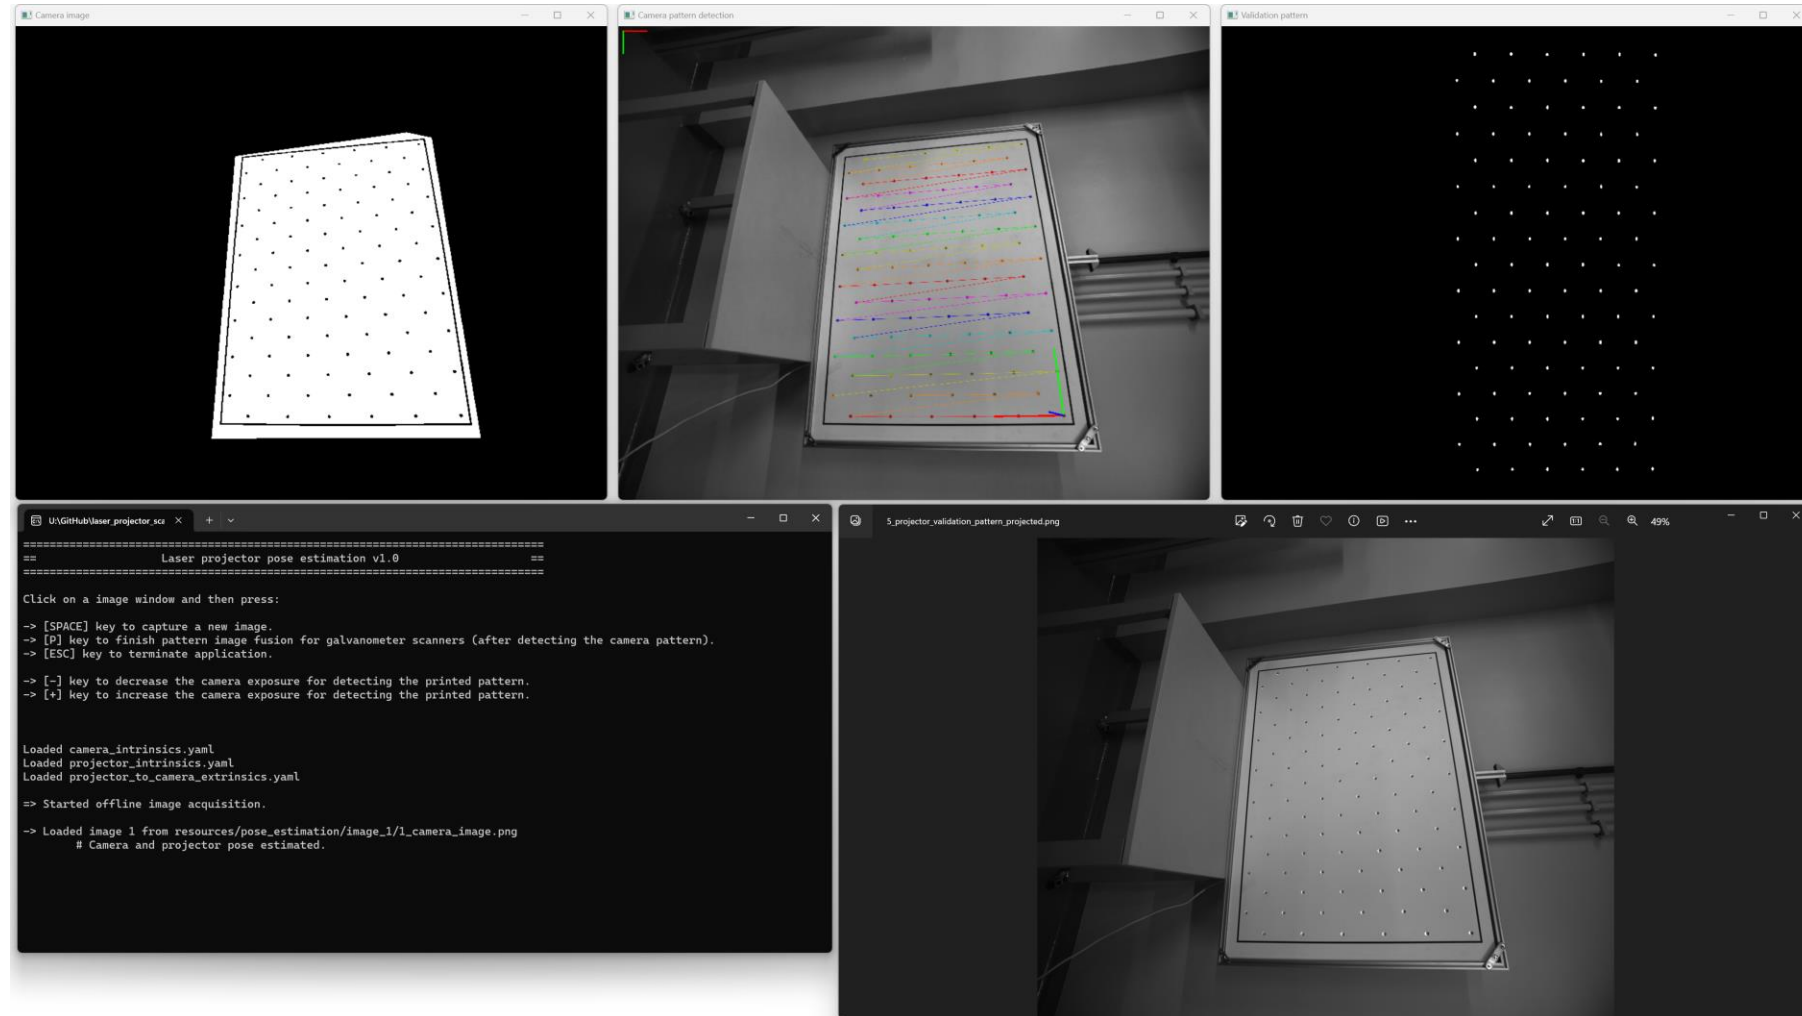 Camera image
Camera pattern detection
Validation pattern
U:\GitHub\laser_projector_sca
================================================================================
==                   Laser projector pose estimation v1.0                    ==
================================================================================
Click on a image window and then press:
-> [SPACE] key to capture a new image.
-> [P] key to finish pattern image fusion for galvanometer scanners (after detecting the camera pattern).
-> [ESC] key to terminate application.
-> [-] key to decrease the camera exposure for detecting the printed pattern.
-> [+] key to increase the camera exposure for detecting the printed pattern.
Loaded camera_intrinsics.yaml
Loaded projector_intrinsics.yaml
Loaded projector_to_camera_extrinsics.yaml
=> Started offline image acquisition.
-> Loaded image 1 from resources/pose_estimation/image_1/1_camera_image.png
# Camera and projector pose estimated.
5_projector_validation_pattern_projected.png
49%